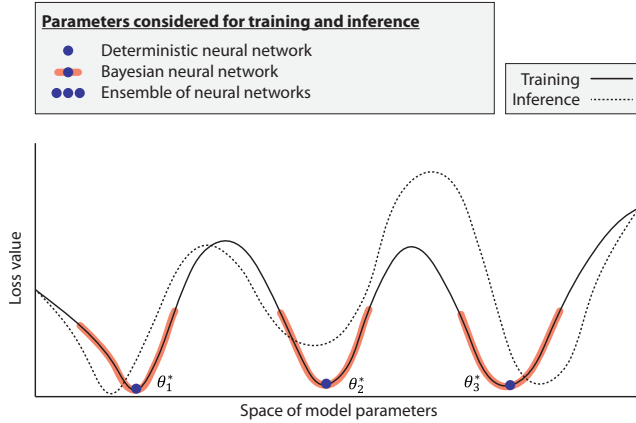 Parameters considered for training and inference
Deterministic neural network
Bayesian neural network
Ensemble of neural networks
Training
Inference
Loss value
θ₁*
θ₂*
θ₃*
Space of model parameters